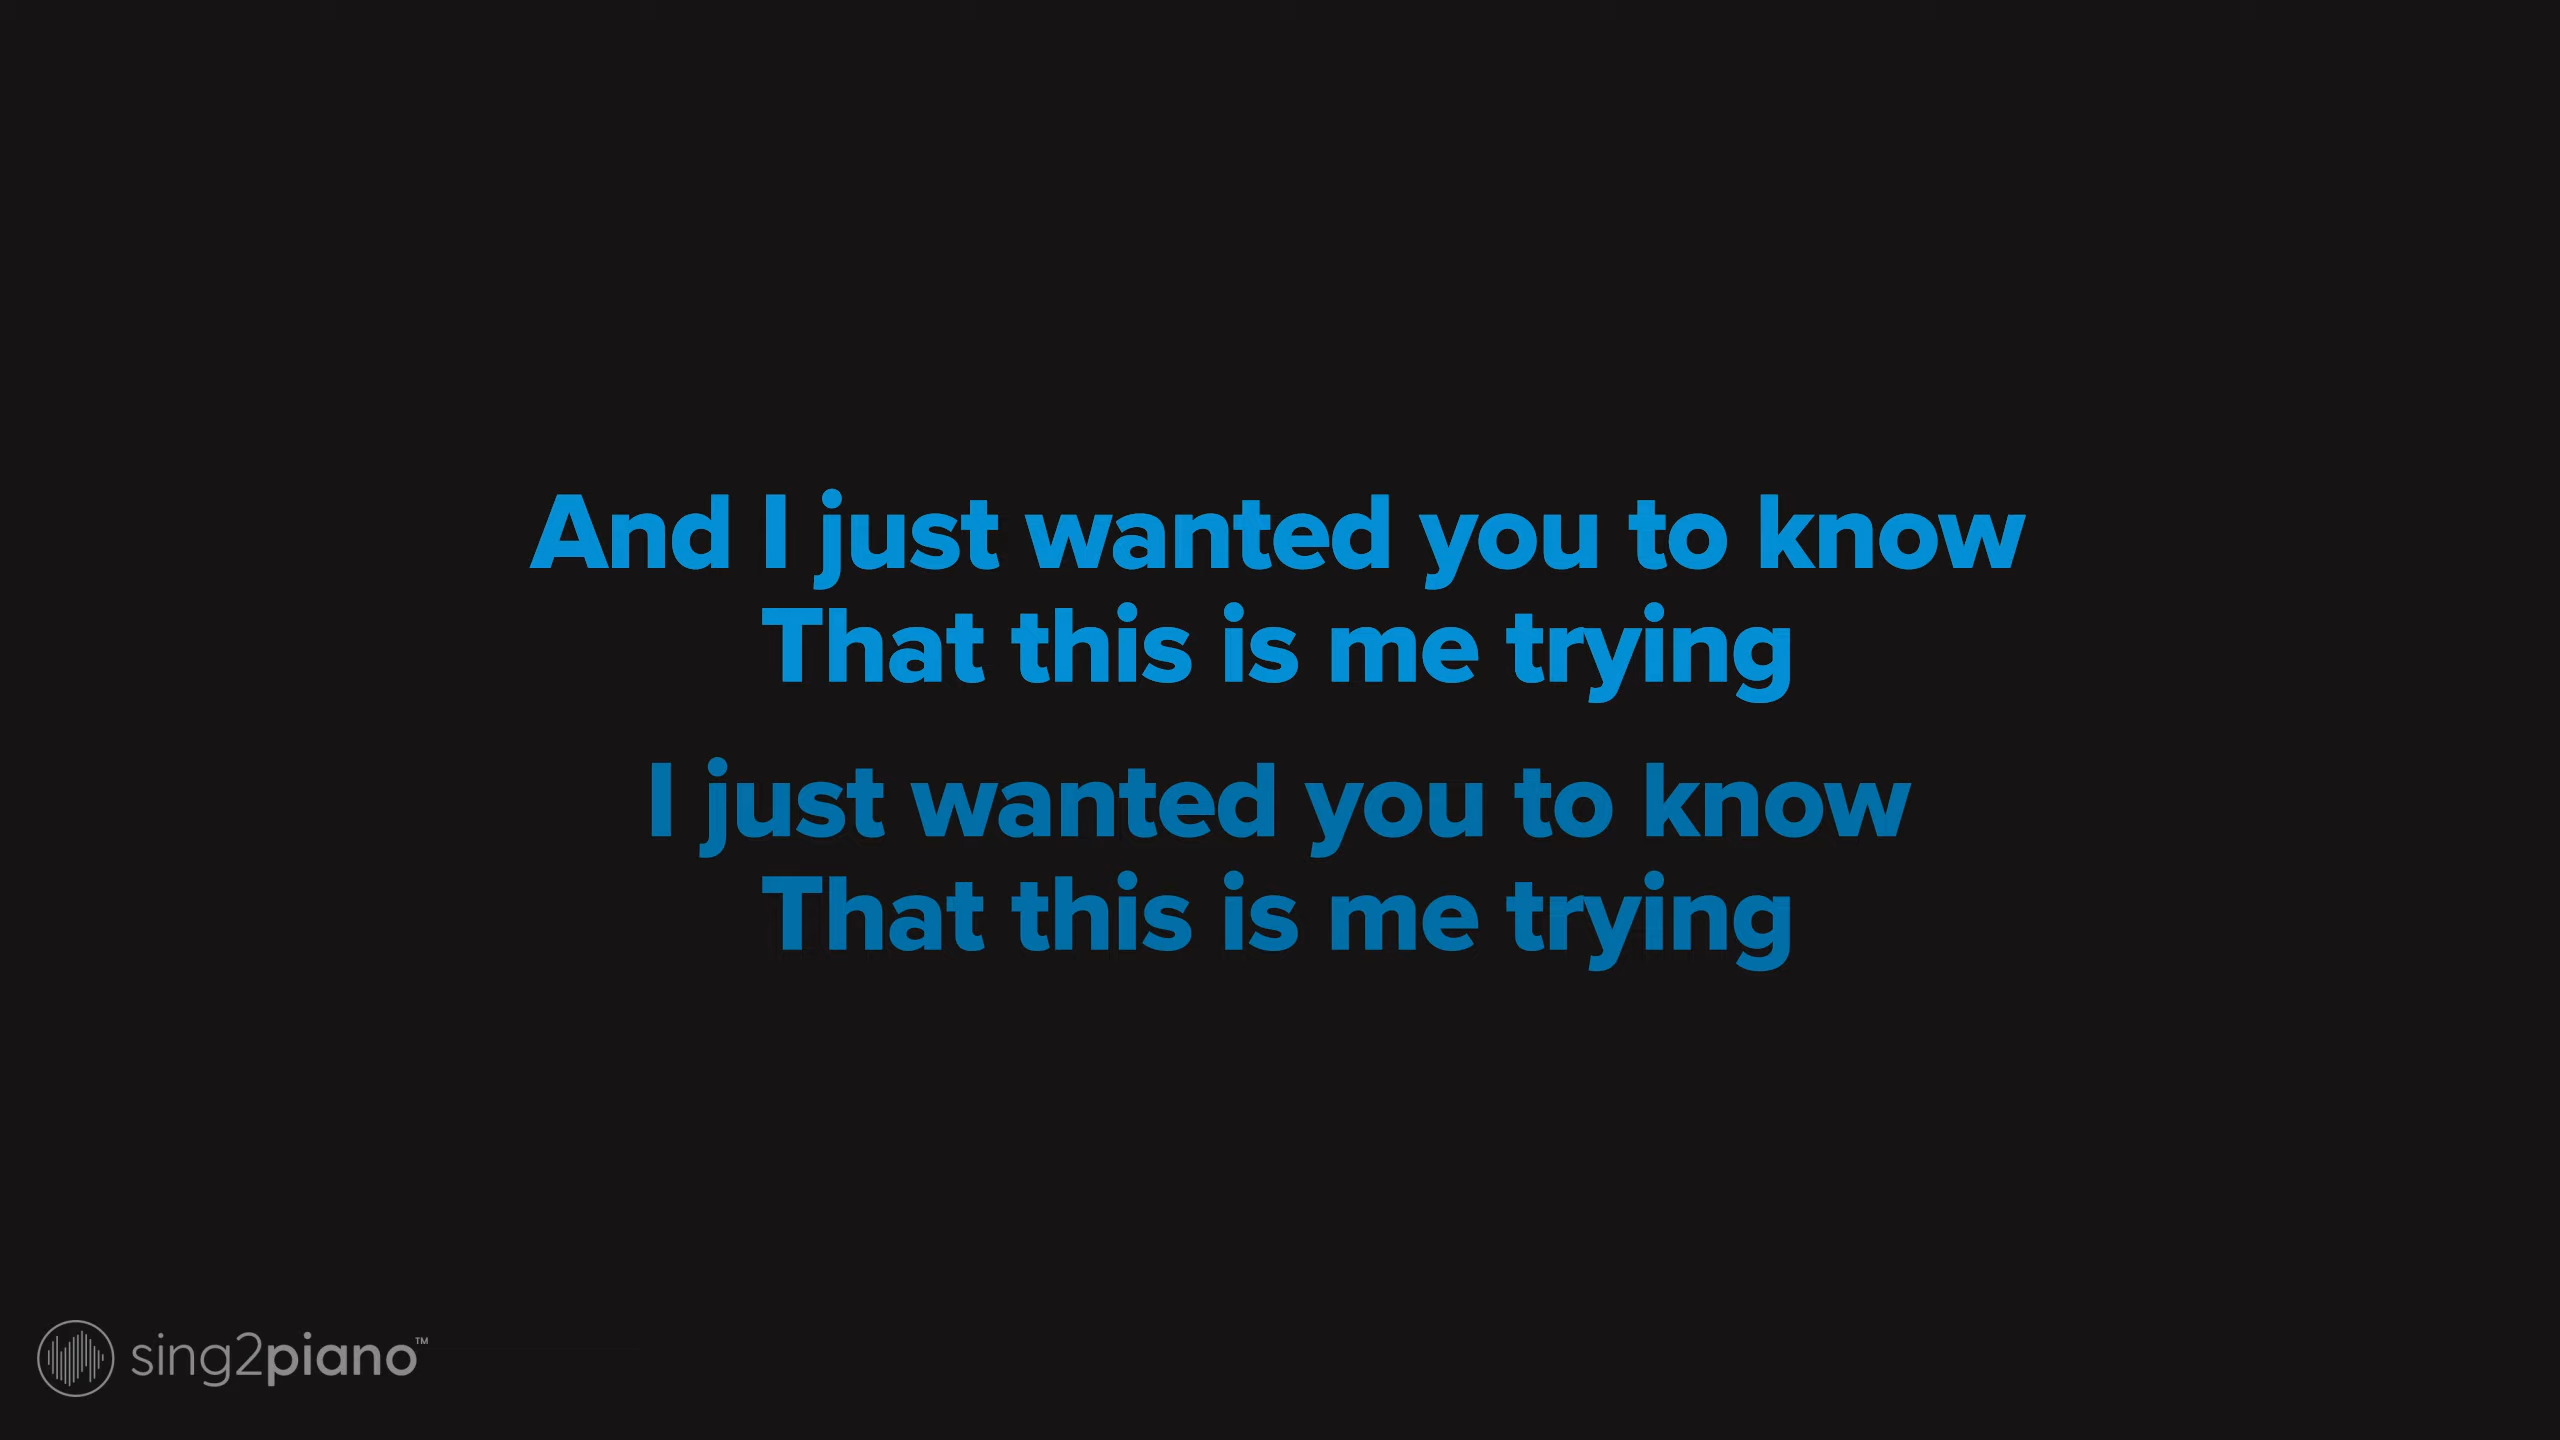 And I just wanted you to know
That this is me trying
I just wanted you to know
That this is me trying
sing2piano™